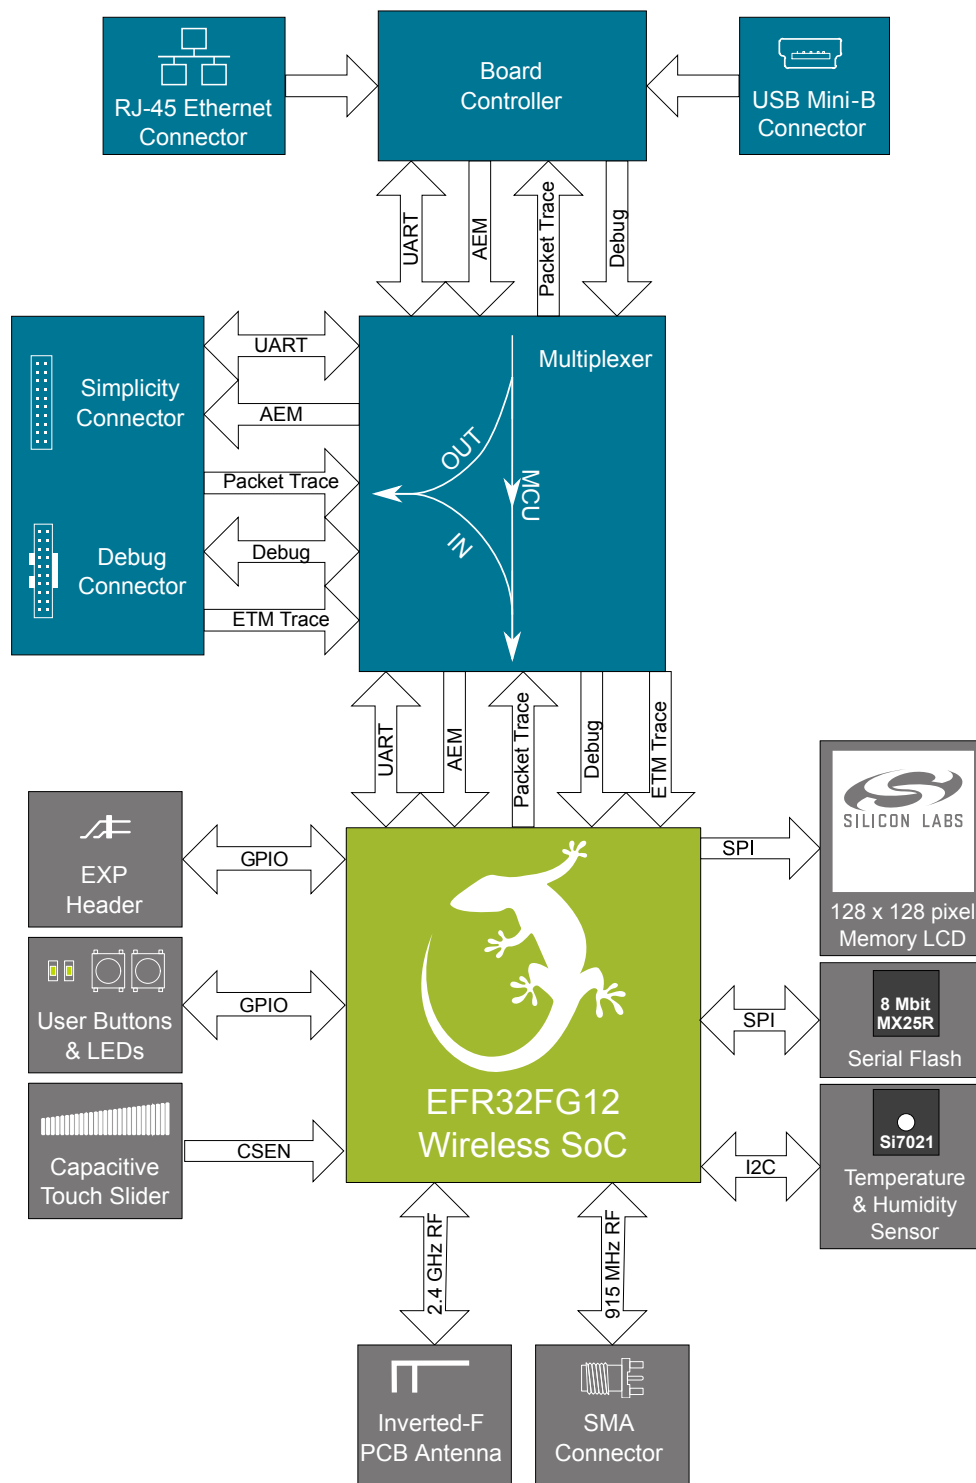 RJ-45 Ethernet
Connector
Board
Controller
USB Mini-B
Connector
UART
AEM
Packet Trace
Debug
Simplicity
Connector
Debug
Connector
UART
AEM
Packet Trace
Debug
ETM Trace
Multiplexer
OUT
MCU
IN
UART
AEM
Packet Trace
Debug
ETM Trace
EXP
Header
GPIO
User Buttons
& LEDs
GPIO
Capacitive
Touch Slider
CSEN
EFR32FG12
Wireless SoC
SPI
SILICON LABS
128 x 128 pixel
Memory LCD
SPI
8 Mbit
MX25R
Serial Flash
I2C
Si7021
Temperature
& Humidity
Sensor
2.4 GHz RF
915 MHz RF
Inverted-F
PCB Antenna
SMA
Connector